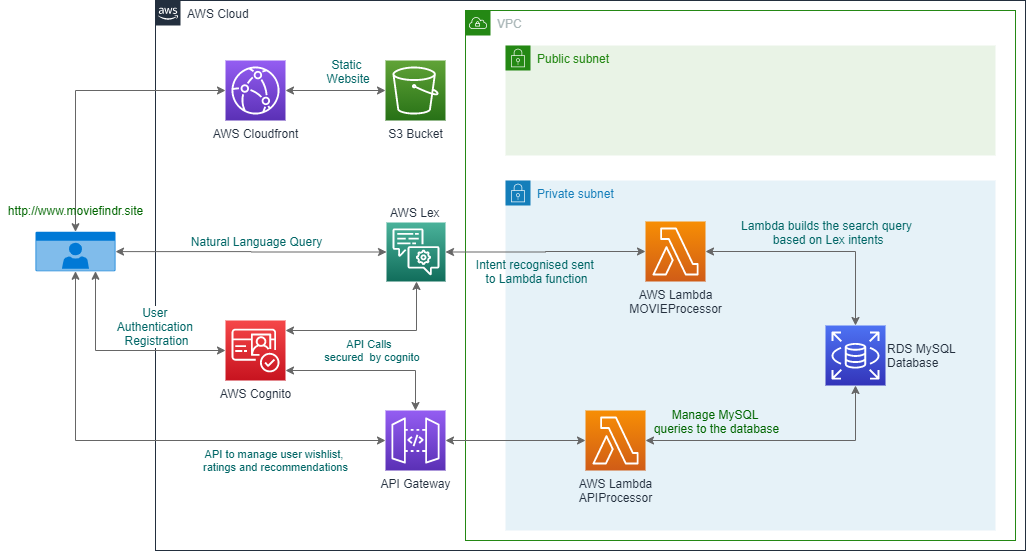 aws
AWS Cloud
VPC
Public subnet
Static
Website
AWS Cloudfront
S3 Bucket
Private subnet
http://www.moviefindr.site
AWS Lex
Natural Language Query
Intent recognised sent
to Lambda function
Lambda builds the search query
based on Lex intents
AWS Lambda
MOVIEProcessor
User
Authentication
Registration
API Calls
secured by cognito
AWS Cognito
RDS MySQL
Database
API to manage user wishlist,
ratings and recommendations
API Gateway
Manage MySQL
queries to the database
AWS Lambda
APIProcessor